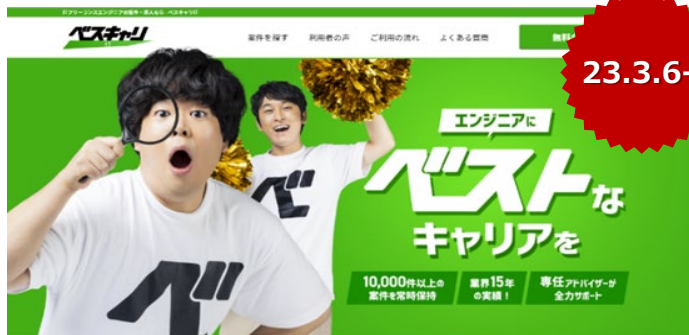 ITフリーランスエンジニアの案件・求人なら ベスキャリIT
ベスキャリ
IT
案件を探す 利用者の声 ご利用の流れ よくある質問 無料
23.3.6-
エンジニアに
ベストな
キャリアを
10,000件以上の
案件を常時保持
業界15年
の実績！
専任アドバイザーが
全力サポート
ベ
ベ